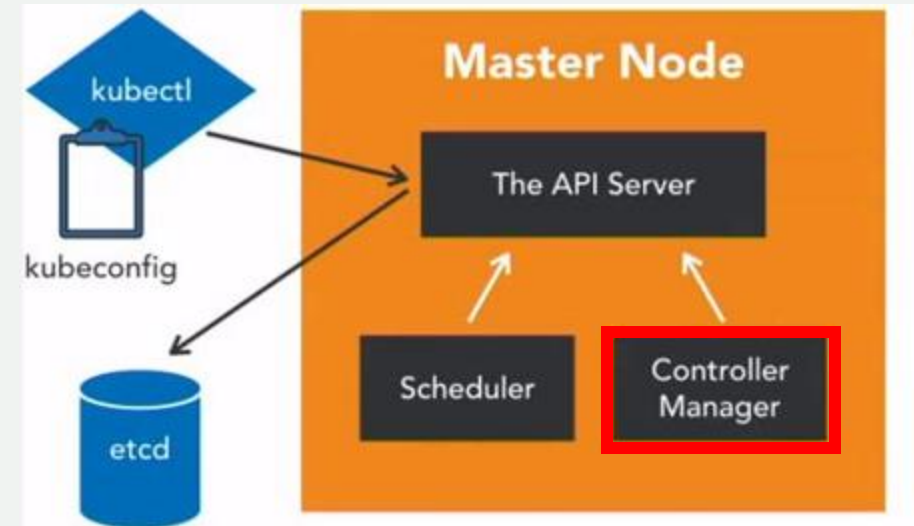 Master Node
kubectl
The API Server
kubeconfig
Scheduler
Controller
Manager
etcd